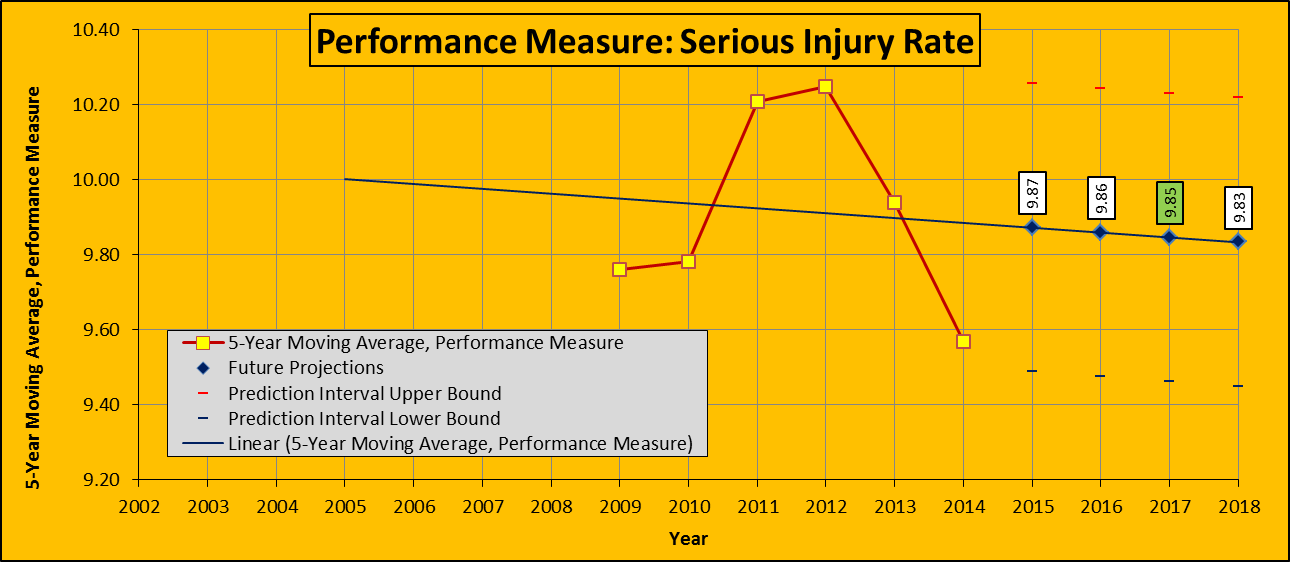 Performance Measure: Serious Injury Rate
5-Year Moving Average, Performance Measure
10.40
10.20
10.00
9.80
9.60
9.40
9.20
9.87
9.86
9.85
9.83
5-Year Moving Average, Performance Measure
Future Projections
Prediction Interval Upper Bound
Prediction Interval Lower Bound
Linear (5-Year Moving Average, Performance Measure)
2002 2003 2004 2005 2006 2007 2008 2009 2010 2011 2012 2013 2014 2015 2016 2017 2018
Year